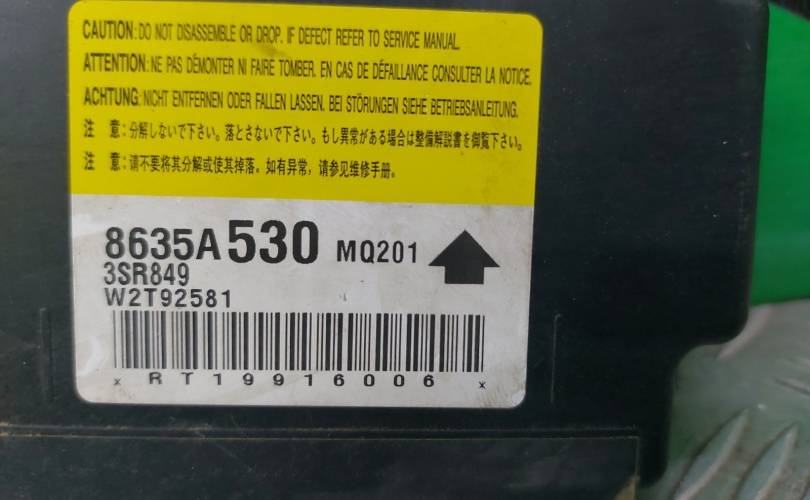 CAUTION: DO NOT DISASSEMBLE OR DROP. IF DEFECT REFER TO SERVICE MANUAL.
ATTENTION: NE PAS DÉMONTER NI FAIRE TOMBER. EN CAS DE DÉFAILLANCE CONSULTER LA NOTICE.
ACHTUNG: NICHT ENTFERNEN ODER FALLEN LASSEN. BEI STÖRUNGEN SIEHE BETRIEBSANLEITUNG.
注 意: 分解しないで下さい。落とさないで下さい。もし異常がある場合は整備解説書を御覧下さい。
注 意: 请不要将其分解或使其掉落。如有异常，请参见维修手册。
8635A530 MQ201
3SR849
W2T92581
* RT19916006 *